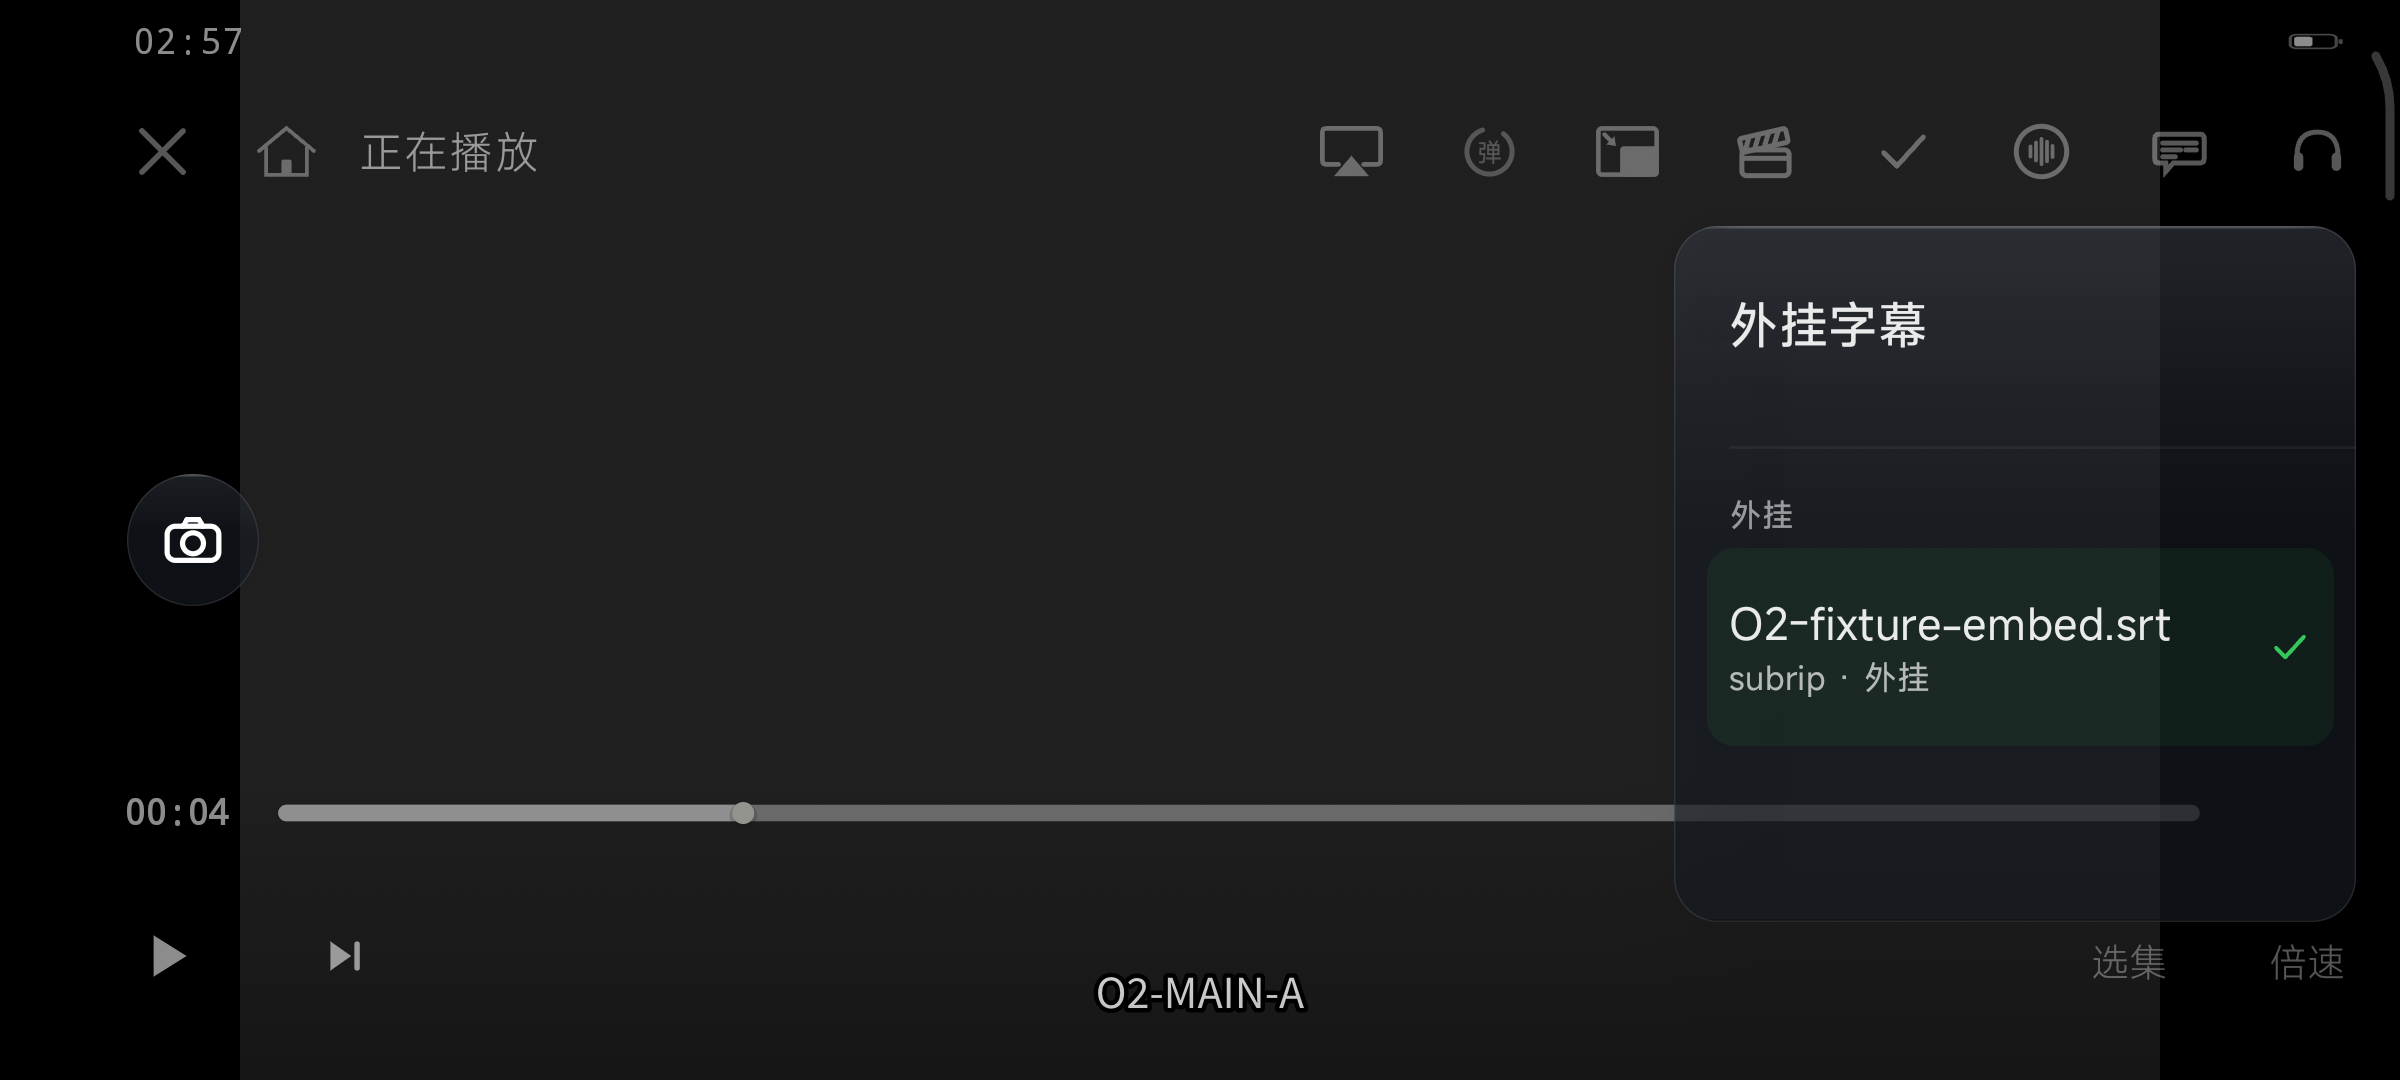 02:57
正在播放
弹
外挂字幕
外挂
O2-fixture-embed.srt
subrip · 外挂
00:04
选集
倍速
O2-MAIN-A